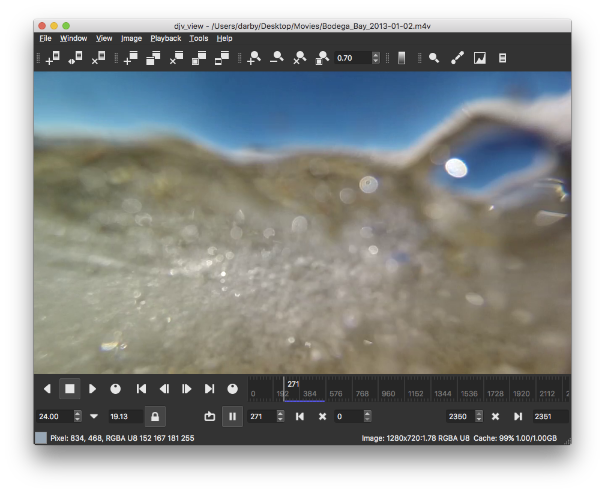 djv_view - /Users/darby/Desktop/Movies/Bodega_Bay_2013-01-02.m4v
File Window View Image Playback Tools Help
0.70
271
0 192 384 576 768 960 1152 1344 1536 1728 1920 2112 2
24.00 19.13 271 0 2350 2351
Pixel: 834, 468, RGBA U8 152 167 181 255 Image: 1280x720:1.78 RGBA U8 Cache: 99% 1.00/1.00GB